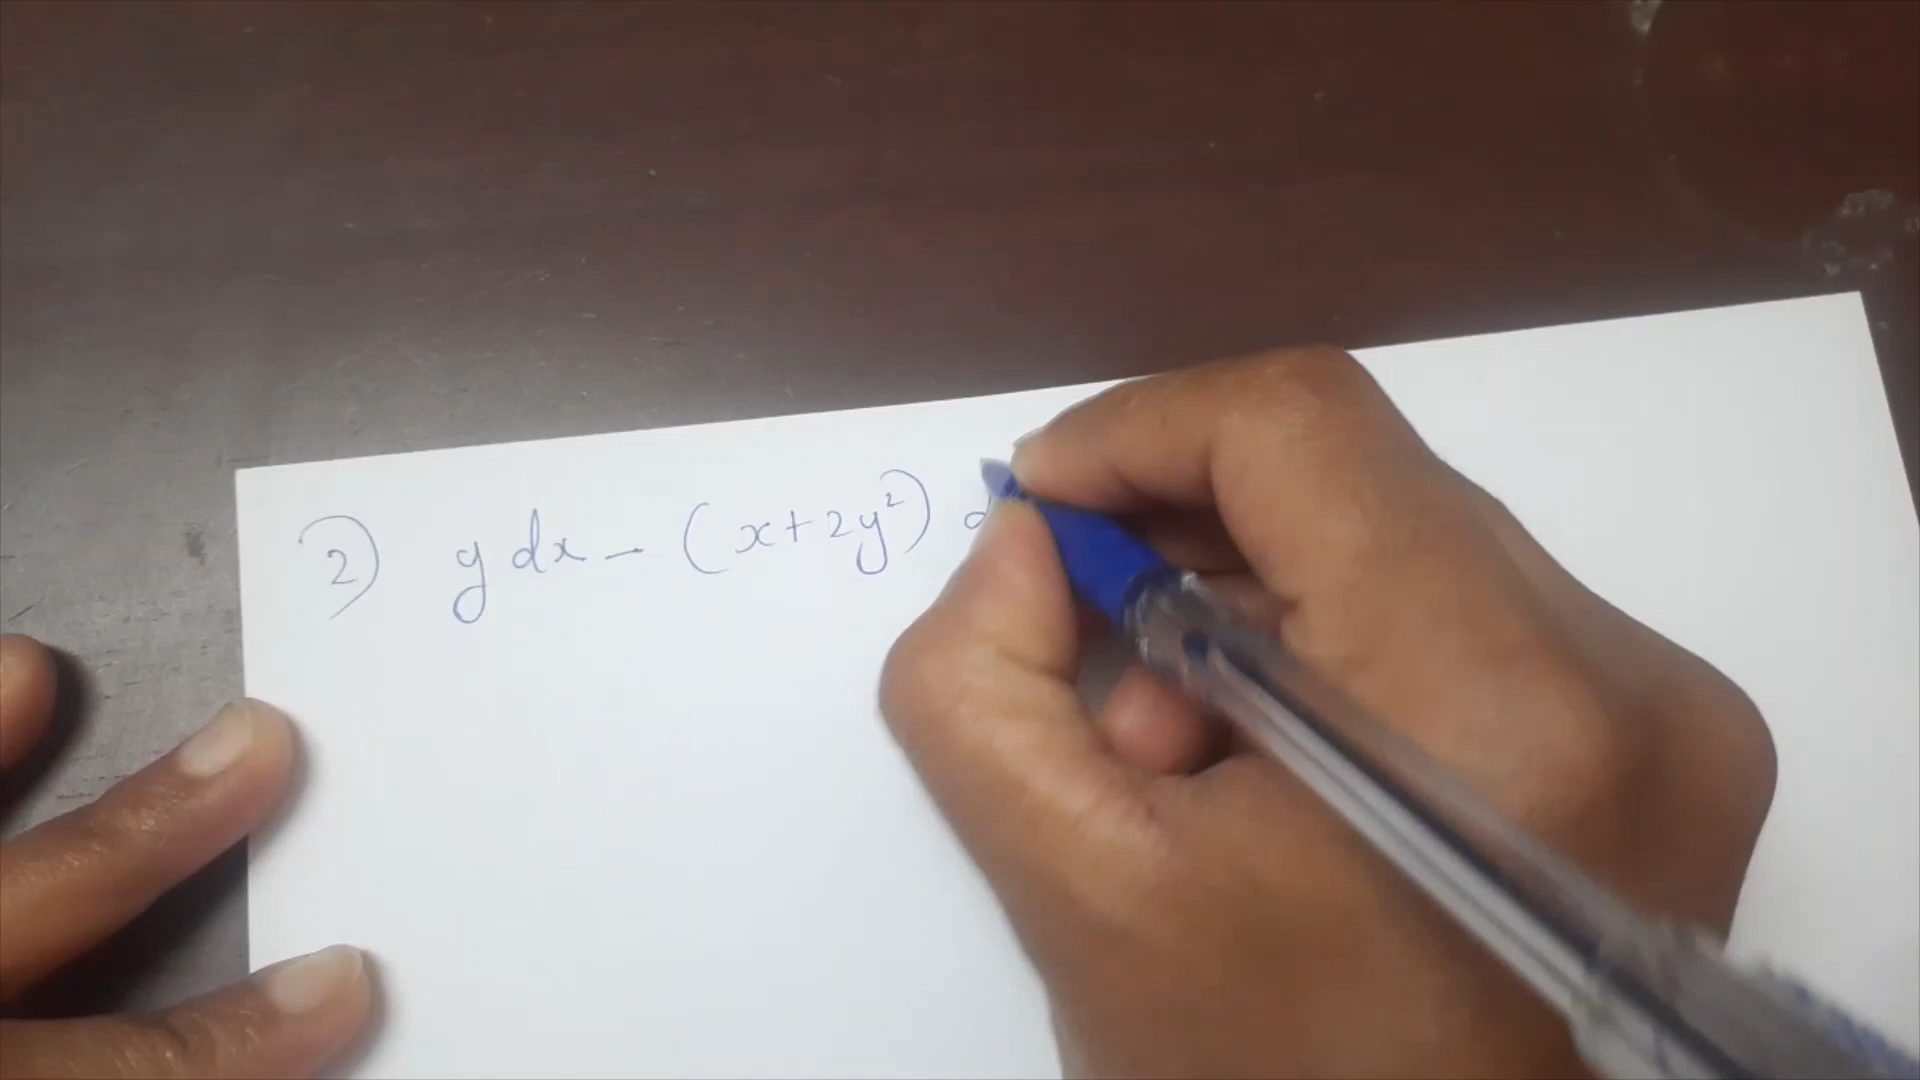 2) y dx - (x+2y²) d